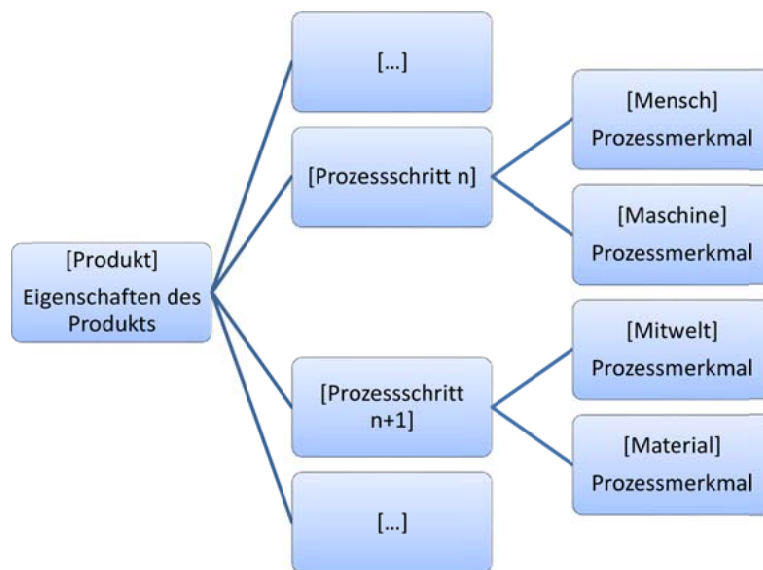 [Produkt]
Eigenschaften des
Produkts
[...]
[Prozessschritt n]
[Prozessschritt
n+1]
[...]
[Mensch]
Prozessmerkmal
[Maschine]
Prozessmerkmal
[Mitwelt]
Prozessmerkmal
[Material]
Prozessmerkmal